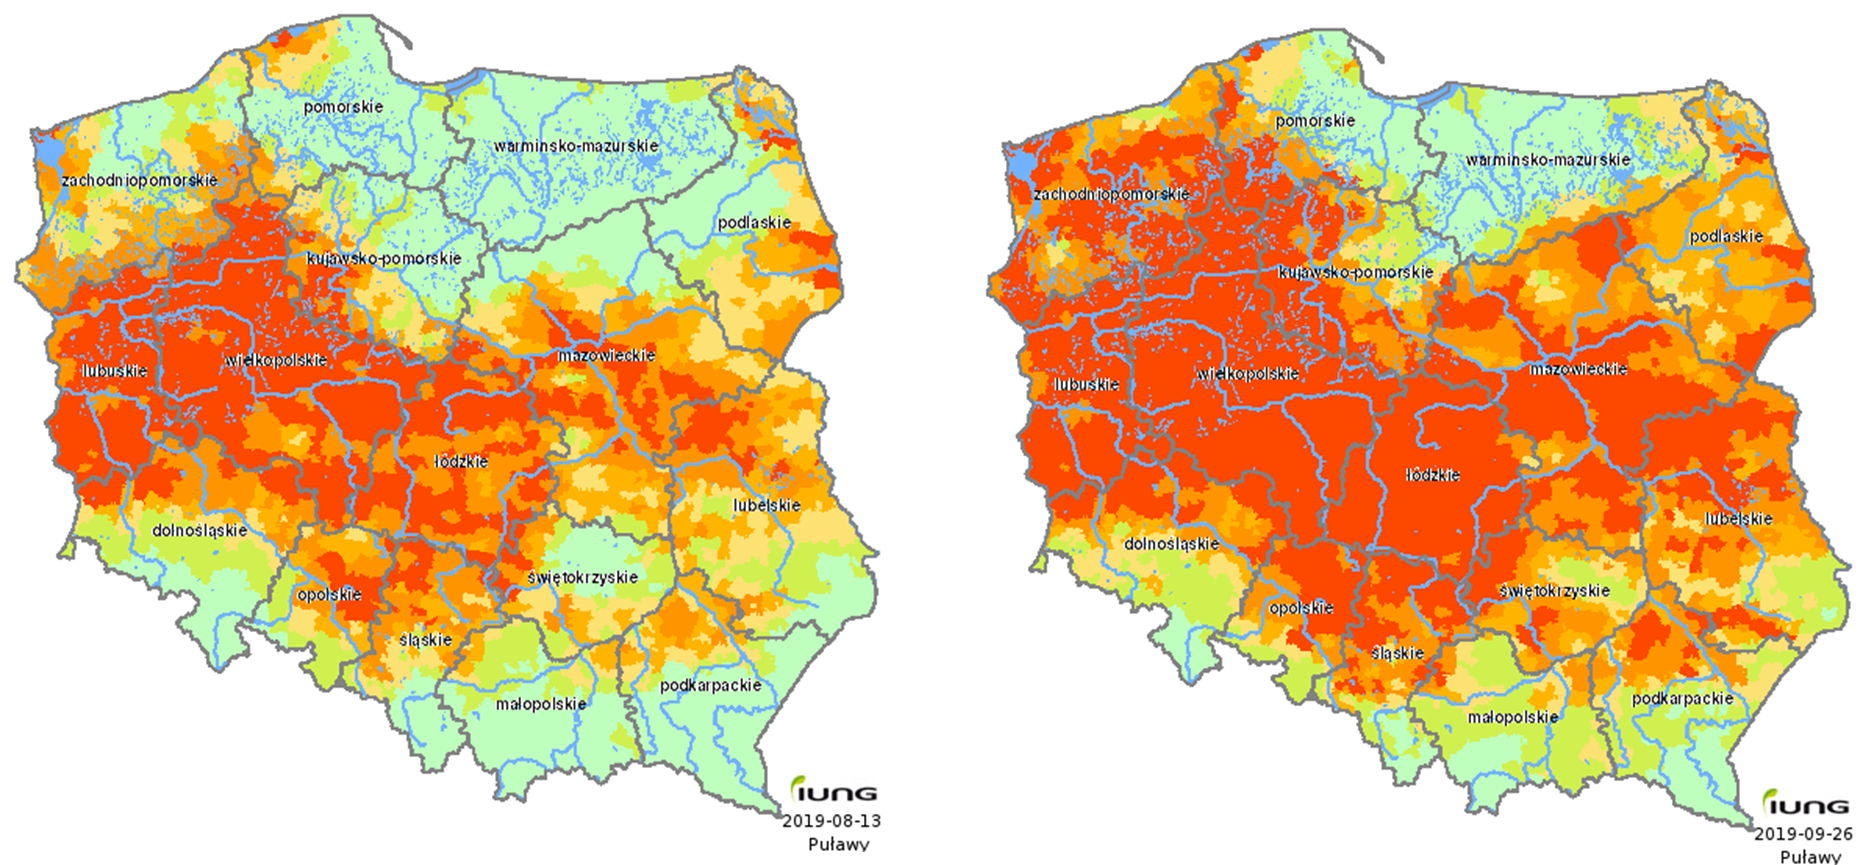 pomorskie
warminsko-mazurskie
zachodniopomorskie
podlaskie
kujawsko-pomorskie
mazowieckie
wielkopolskie
lubuskie
łódzkie
lubelskie
dolnośląskie
świętokrzyskie
opolskie
śląskie
podkarpackie
małopolskie
IUNG
2019-08-13
Puławy
pomorskie
warminsko-mazurskie
zachodniopomorskie
podlaskie
kujawsko-pomorskie
mazowieckie
wielkopolskie
lubuskie
łódzkie
lubelskie
dolnośląskie
świętokrzyskie
opolskie
śląskie
podkarpackie
małopolskie
IUNG
2019-09-26
Puławy